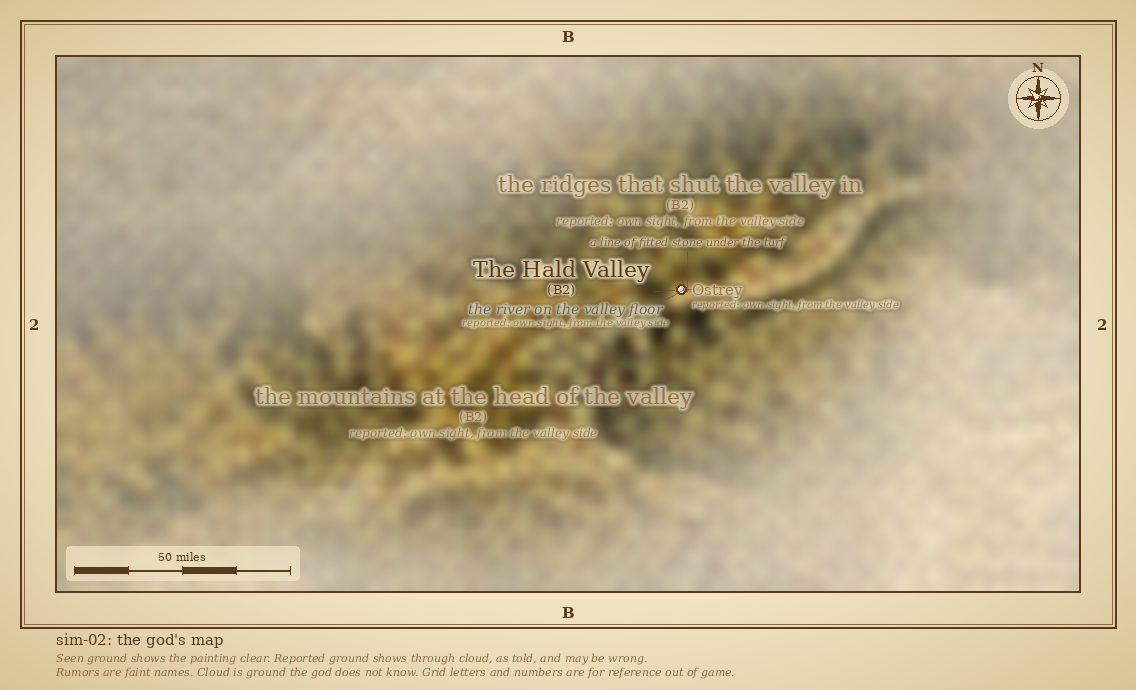 B
N
the ridges that shut the valley in
(B2)
reported: own sight, from the valley side
a line of fitted stone under the turf
The Hald Valley
(B2)
Ostrey
reported: own sight, from the valley side
the river on the valley floor
reported: own sight, from the valley side
2
2
the mountains at the head of the valley
(B2)
reported: own sight, from the valley side
50 miles
B
sim-02: the god's map
Seen ground shows the painting clear. Reported ground shows through cloud, as told, and may be wrong.
Rumors are faint names. Cloud is ground the god does not know. Grid letters and numbers are for reference out of game.